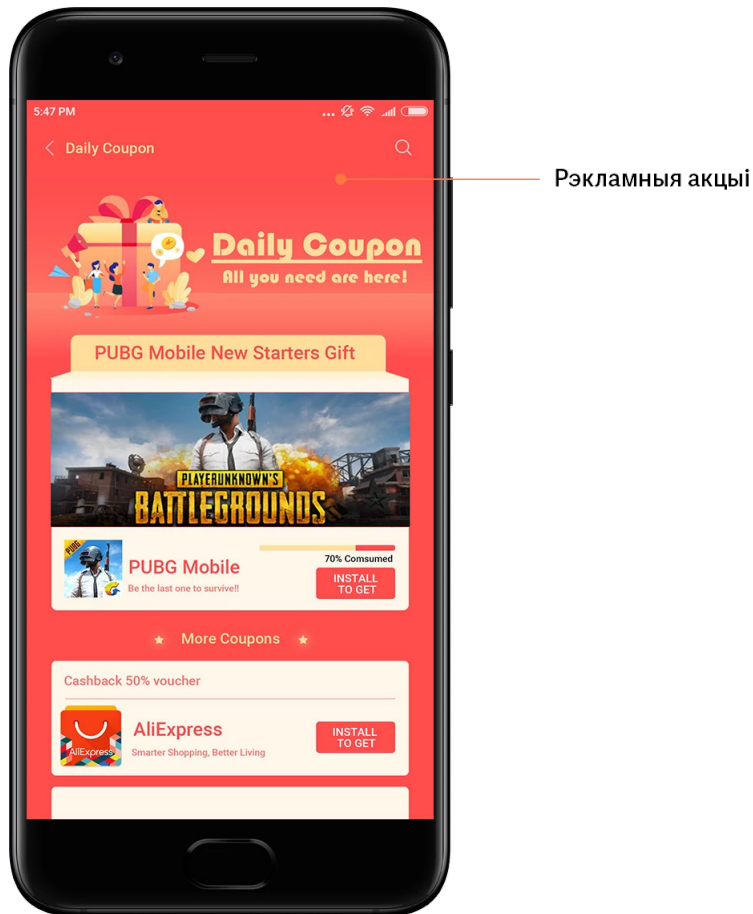 5:47 PM
Daily Coupon
Рэкламныя акцыі
Daily Coupon
All you need are here!
PUBG Mobile New Starters Gift
PLAYERUNKNOWN'S
BATTLEGROUNDS
PUBG
PUBG Mobile
Be the last one to survive!!
70% Comsumed
INSTALL
TO GET
More Coupons
Cashback 50% voucher
AliExpress
AliExpress
Smarter Shopping, Better Living
INSTALL
TO GET